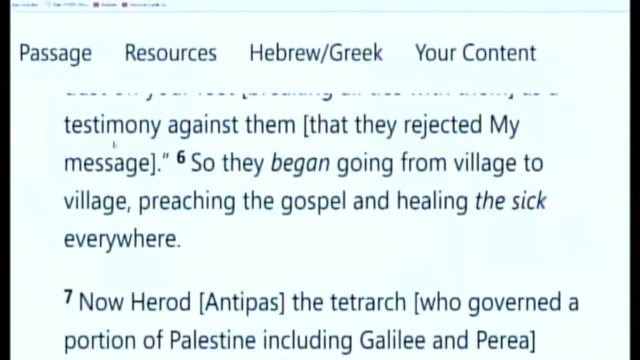 Passage Resources Hebrew/Greek Your Content
testimony against them [that they rejected My
message]." 6 So they began going from village to
village, preaching the gospel and healing the sick
everywhere.
7 Now Herod [Antipas] the tetrarch [who governed a
portion of Palestine including Galilee and Perea]